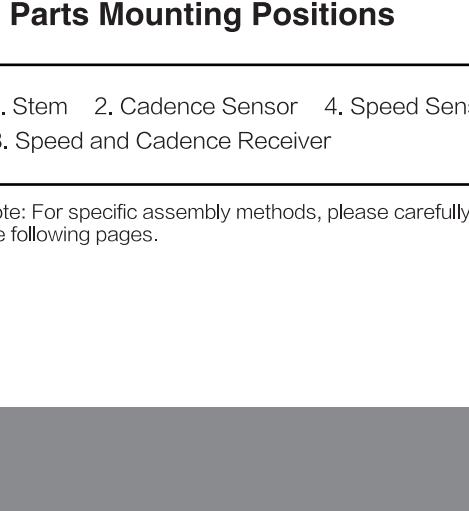 Parts Mounting Positions
. Stem 2. Cadence Sensor 4. Speed Sens
3. Speed and Cadence Receiver
ote: For specific assembly methods, please carefully
e following pages.